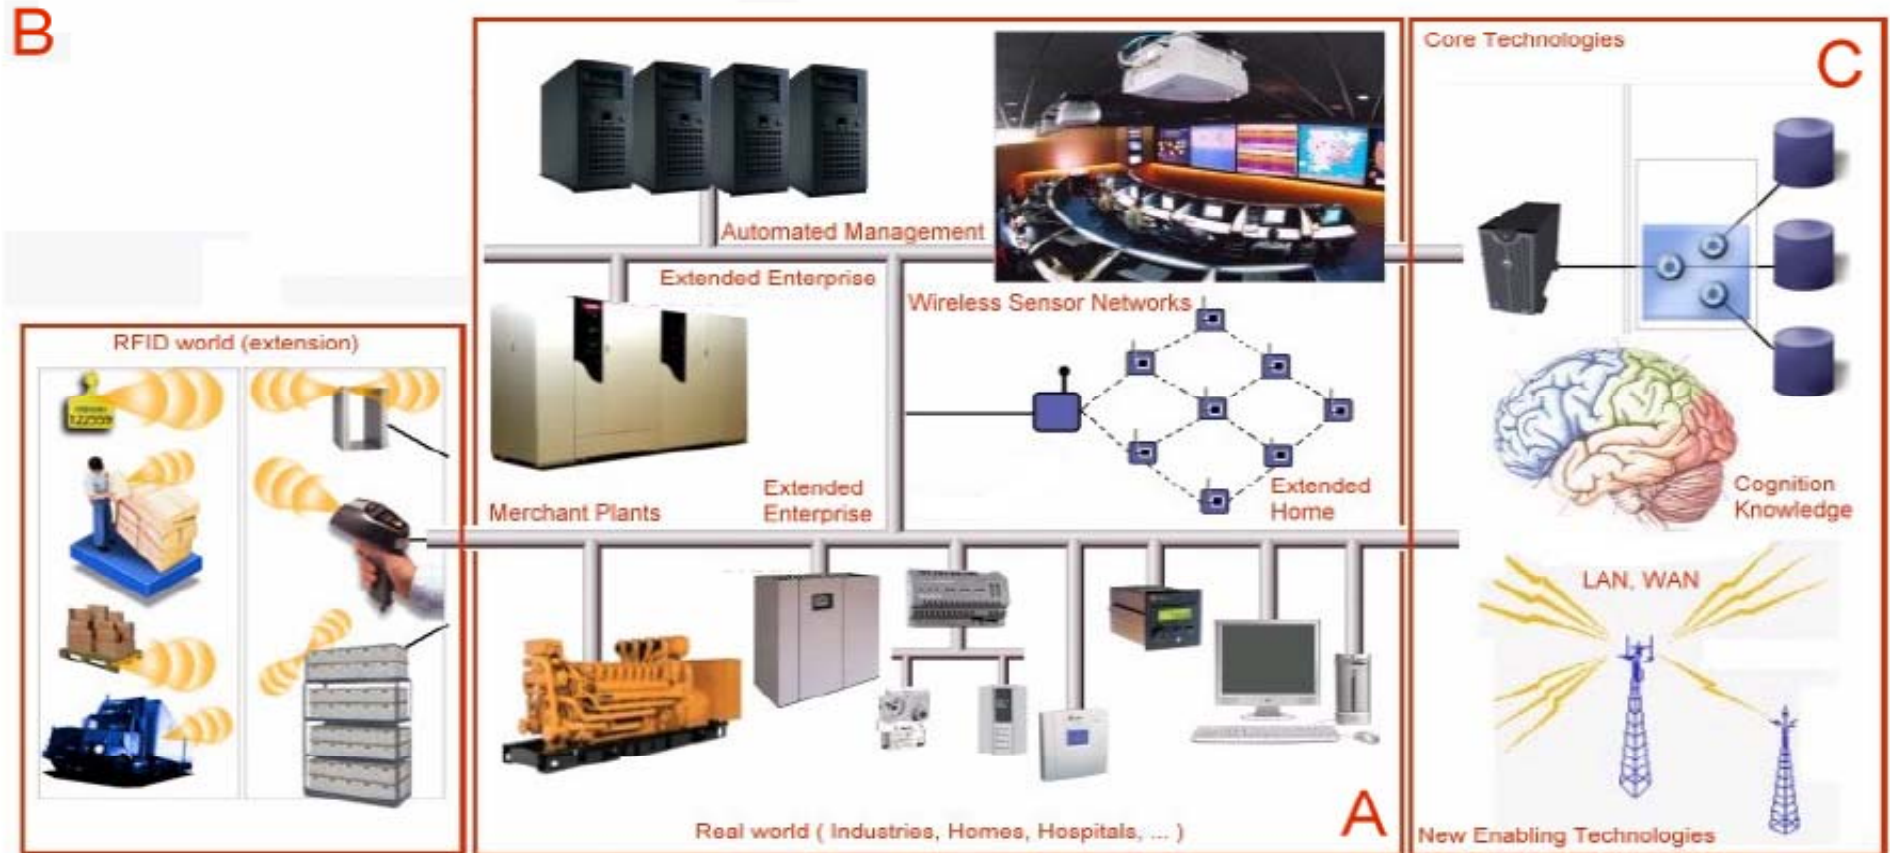 B
RFID world (extension)
Automated Management
Extended Enterprise
Wireless Sensor Networks
Merchant Plants
Extended
Enterprise
Extended
Home
Real world ( Industries, Homes, Hospitals, ... )
A
Core Technologies
C
Cognition
Knowledge
LAN, WAN
New Enabling Technologies